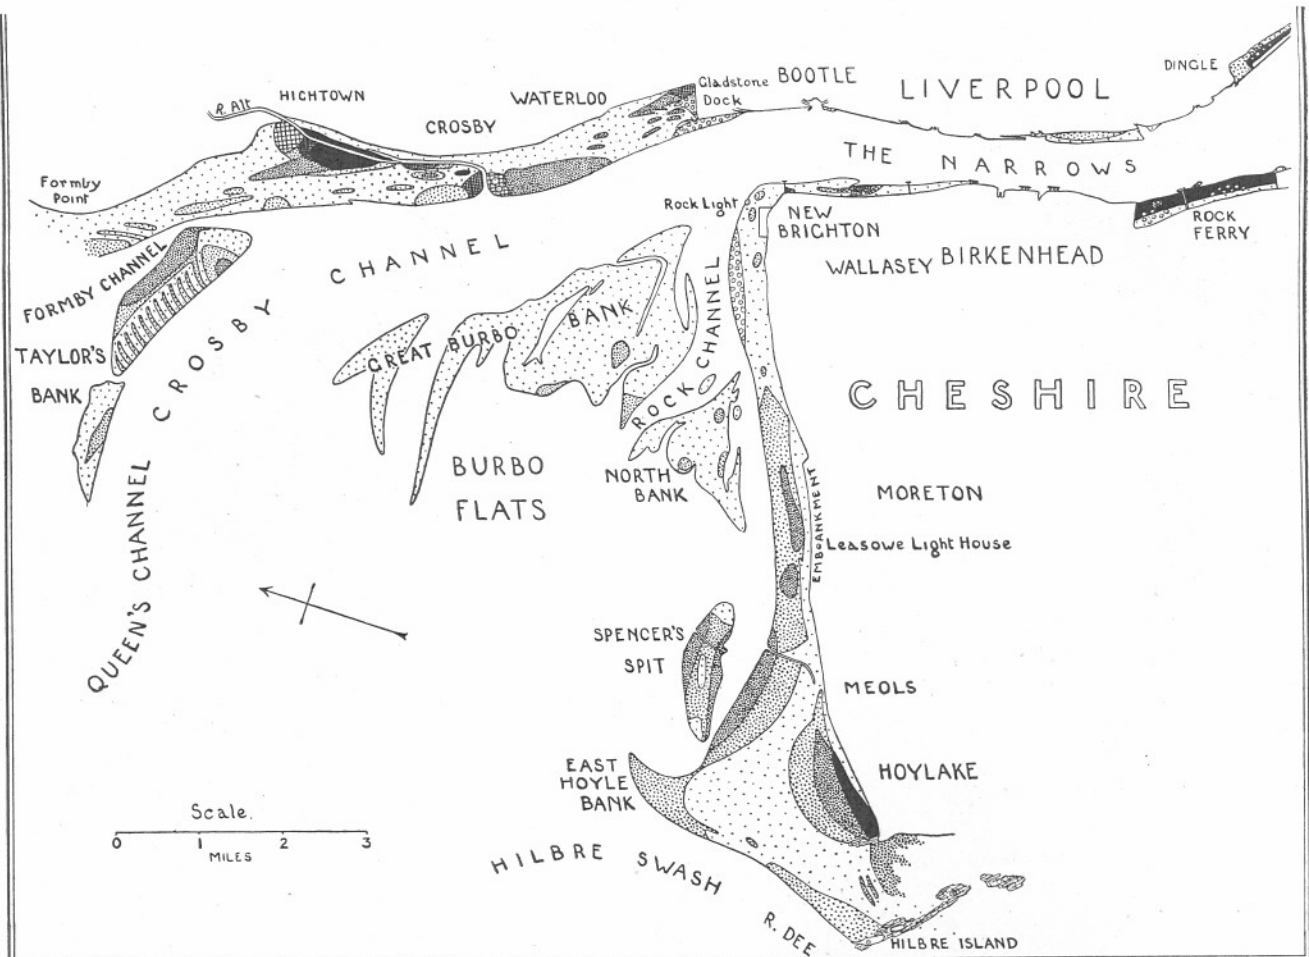 DINGLE
Gladstone BOOTLE
Dock
LIVERPOOL
R. Alt
HIGHTOWN
WATERLOO
CROSBY
THE NARROWS
Formby
Point
Rock Light
NEW
BRIGHTON
ROCK
FERRY
WALLASEY BIRKENHEAD
FORMBY CHANNEL
CROSBY CHANNEL
TAYLOR'S
BANK
GREAT BURBO BANK
ROCK CHANNEL
CHESHIRE
QUEEN'S CHANNEL
BURBO
FLATS
NORTH
BANK
EMBANKMENT
MORETON
Leasowe Light House
SPENCER'S
SPIT
MEOLS
EAST
HOYLE
BANK
HOYLAKE
Scale.
0 1 2 3
MILES
HILBRE SWASH
R. DEE
HILBRE ISLAND